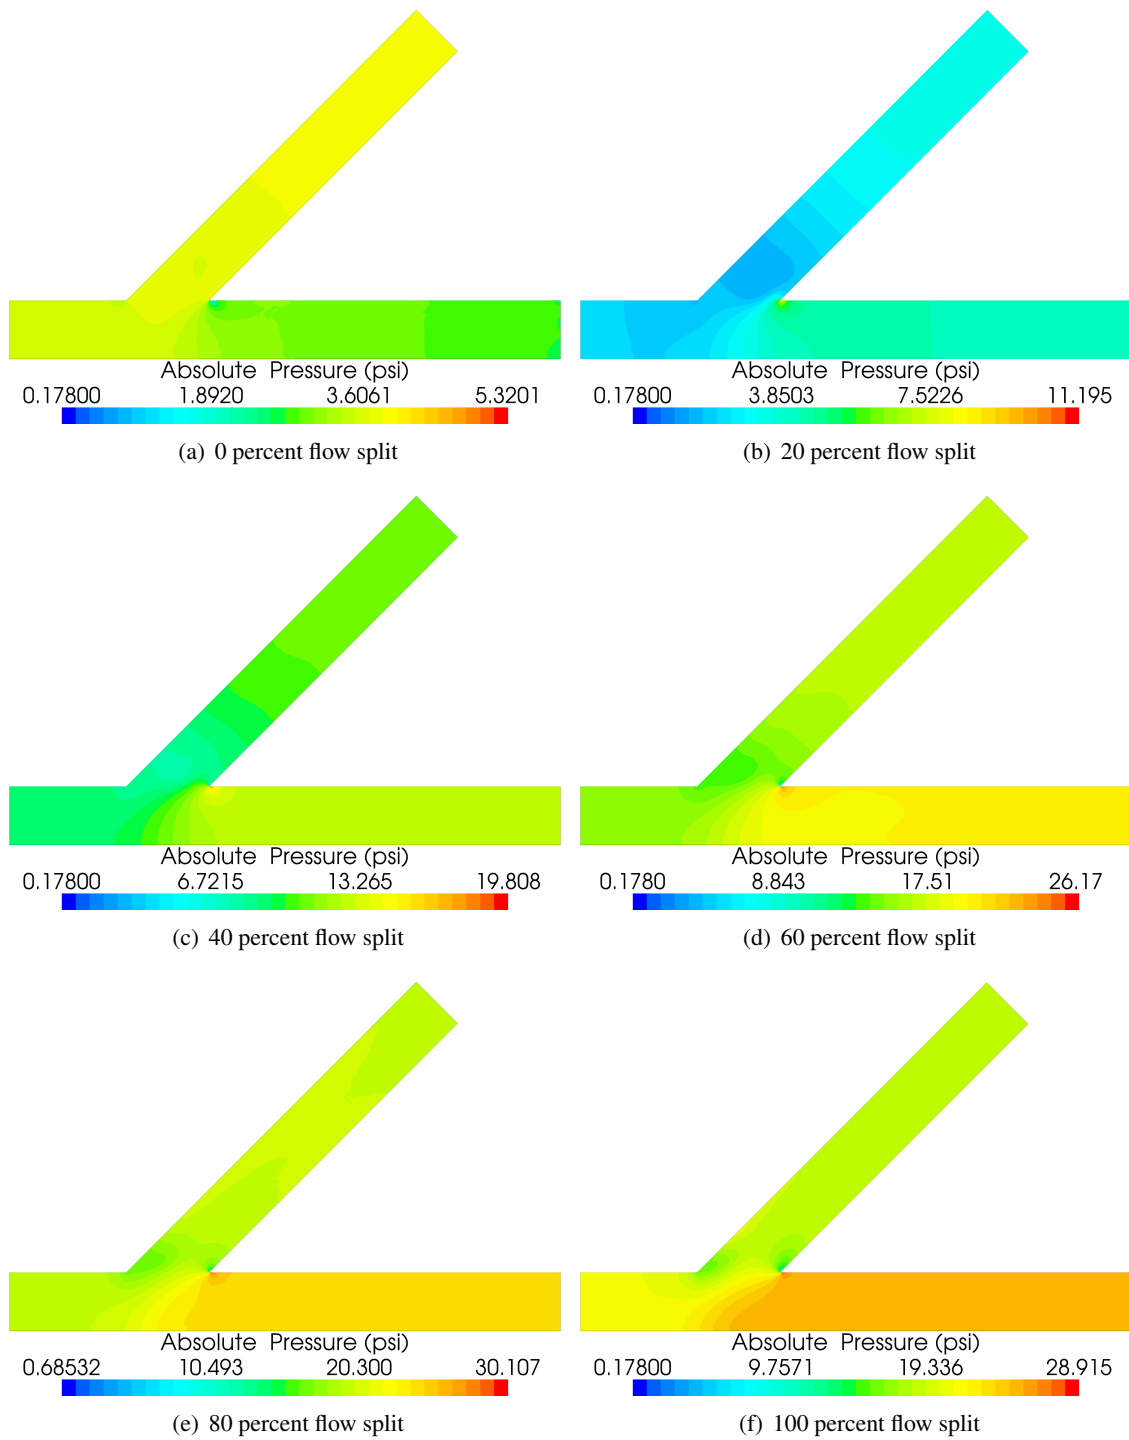 Absolute Pressure (psi)
0.17800 1.8920 3.6061 5.3201
(a) 0 percent flow split
Absolute Pressure (psi)
0.17800 3.8503 7.5226 11.195
(b) 20 percent flow split
Absolute Pressure (psi)
0.17800 6.7215 13.265 19.808
(c) 40 percent flow split
Absolute Pressure (psi)
0.1780 8.843 17.51 26.17
(d) 60 percent flow split
Absolute Pressure (psi)
0.68532 10.493 20.300 30.107
(e) 80 percent flow split
Absolute Pressure (psi)
0.17800 9.7571 19.336 28.915
(f) 100 percent flow split